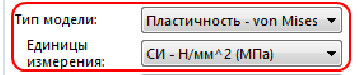 Тип модели: Пластичность - von Mises
Единицы измерения: СИ - Н/мм^2 (МПа)